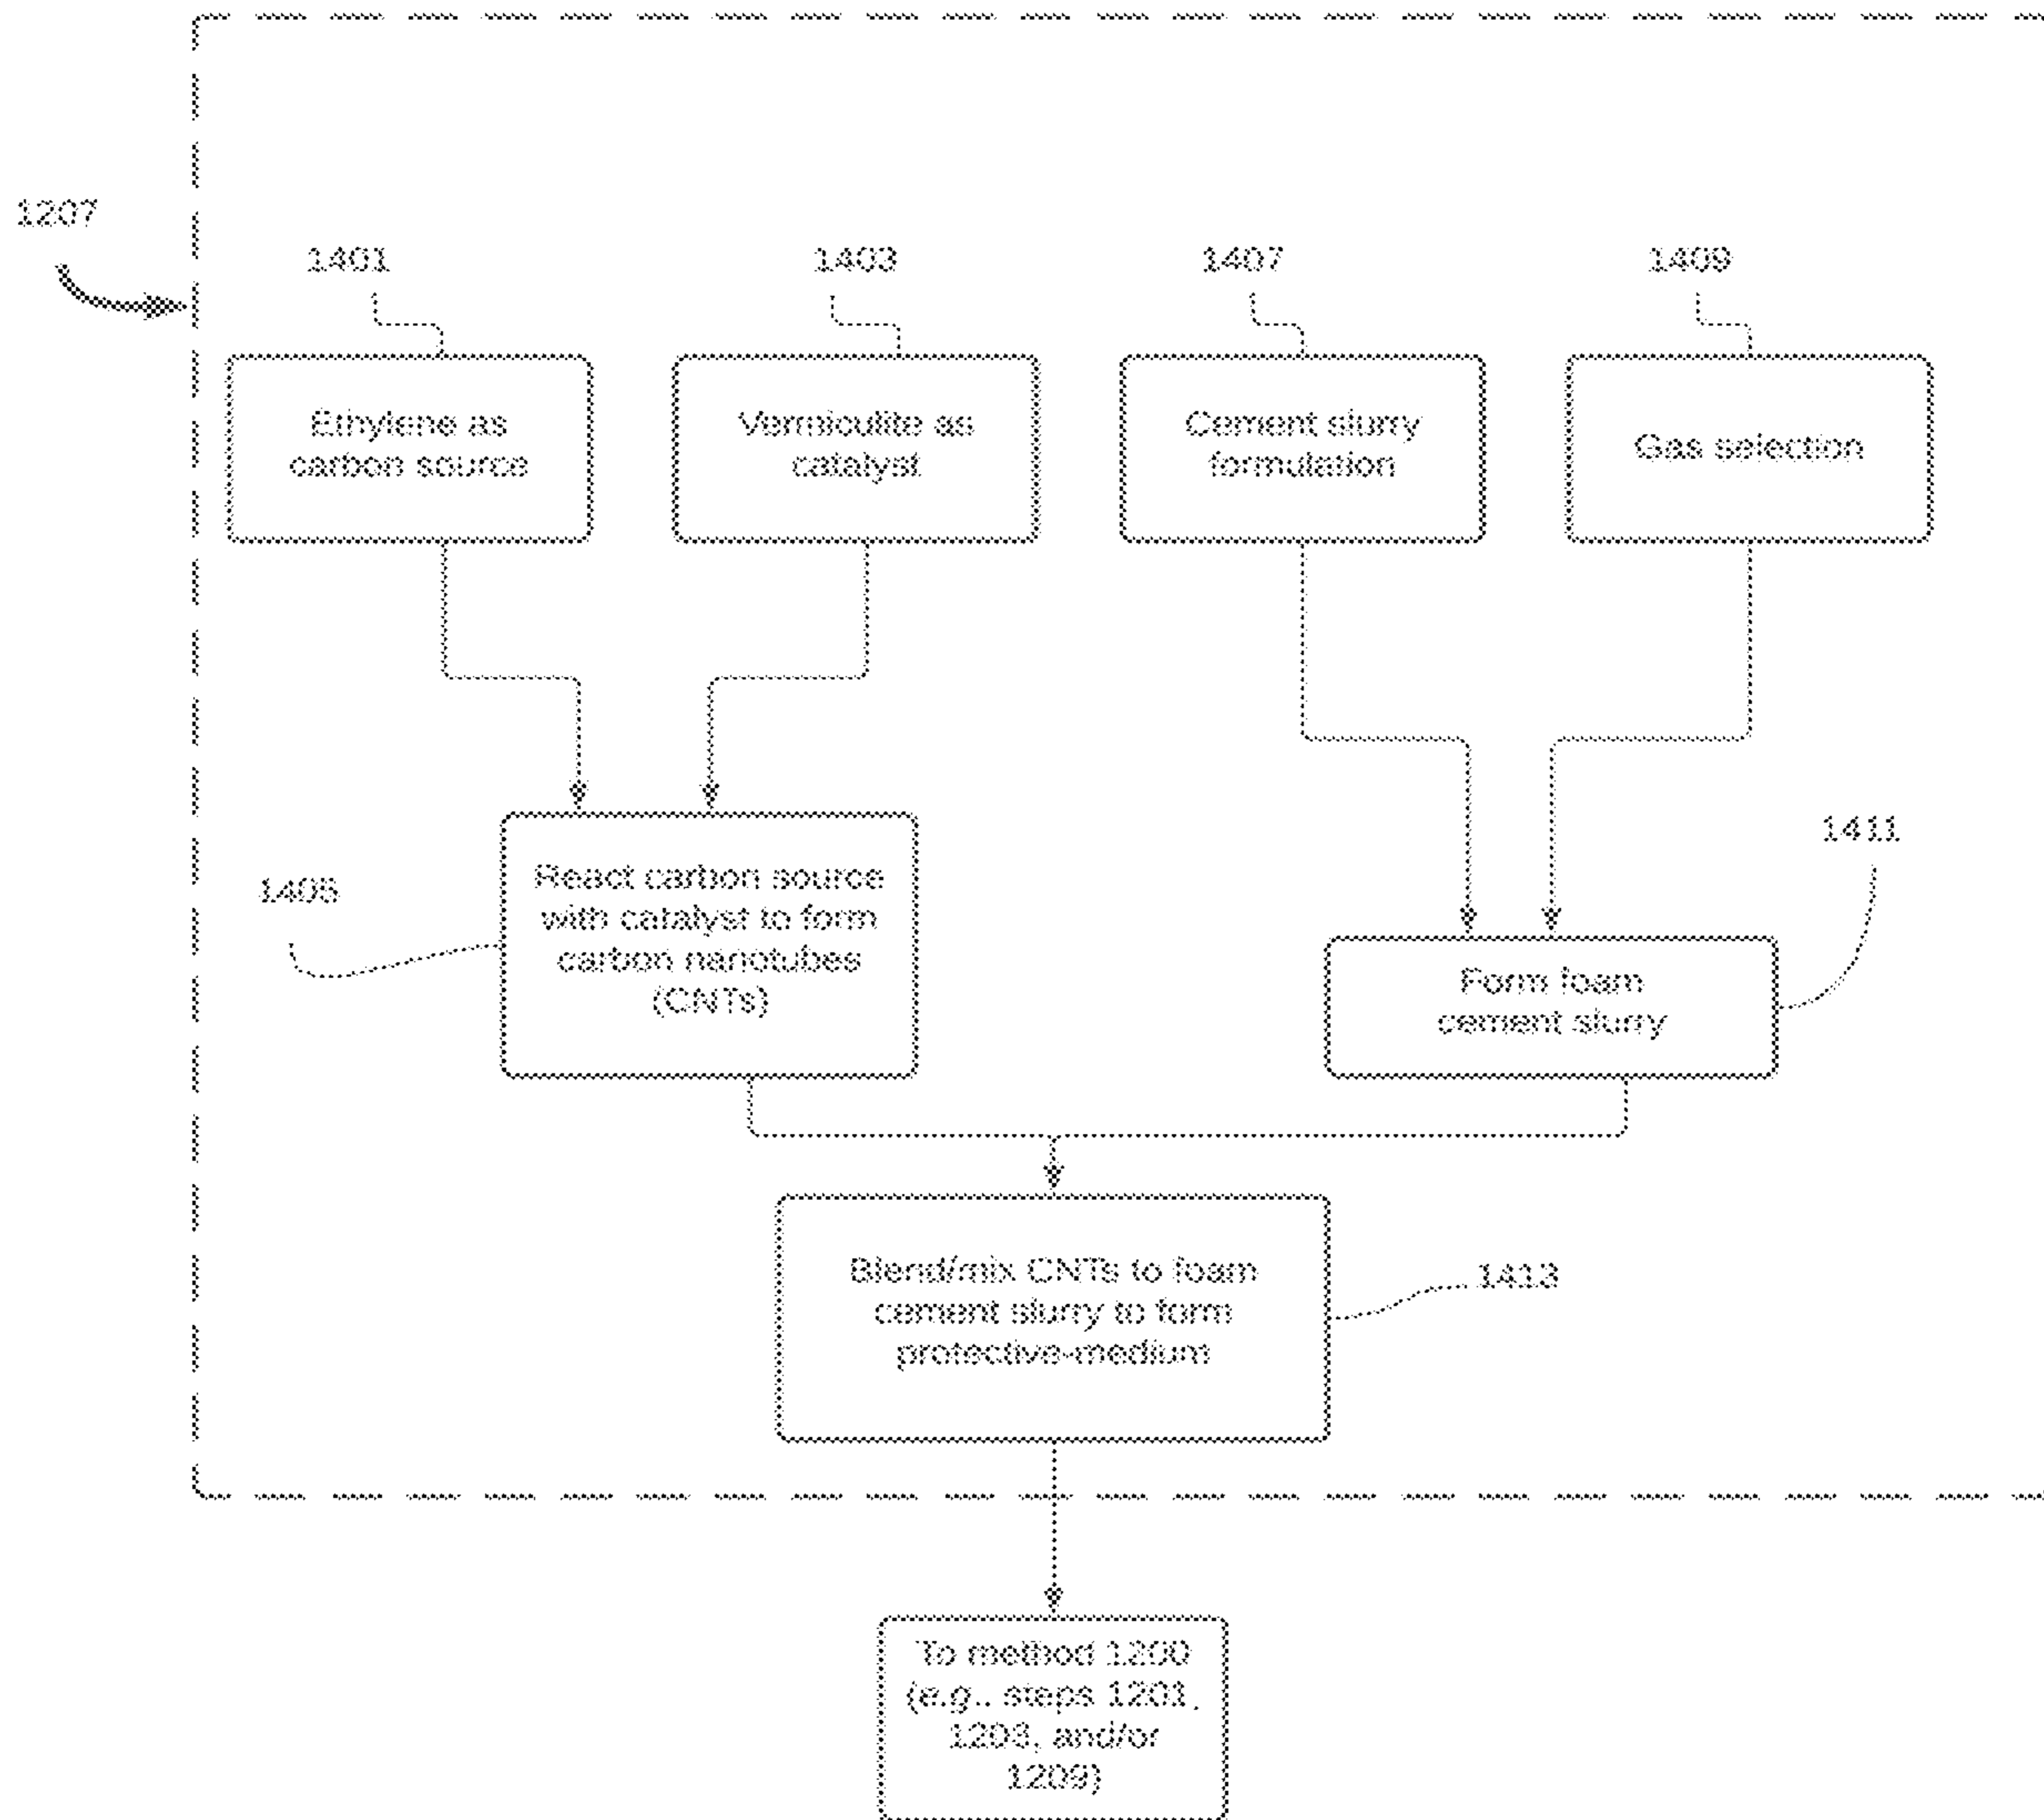 1207
1401
1403
1407
1409
Ethylene as
carbon source
Vermiculite as
catalyst
Cement slurry
formulation
Gas selection
1411
1405
React carbon source
with catalyst to form
carbon nanotubes
(CNTs)
Form foam
cement slurry
Blend/mix CNTs to foam
cement slurry to form
protective-medium
1413
To method 1200
(e.g., steps 1201,
1203, and/or
1209)